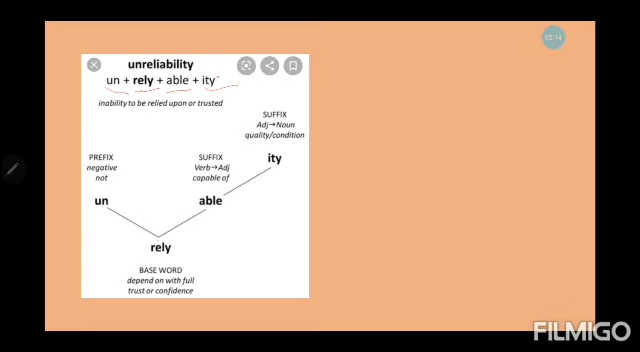 02:14
unreliability
un + rely + able + ity
inability to be relied upon or trusted
SUFFIX
Adj→Noun
quality/condition
ity
PREFIX
negative
not
un
SUFFIX
Verb→Adj
capable of
able
rely
BASE WORD
depend on with full
trust or confidence
FILMIGO